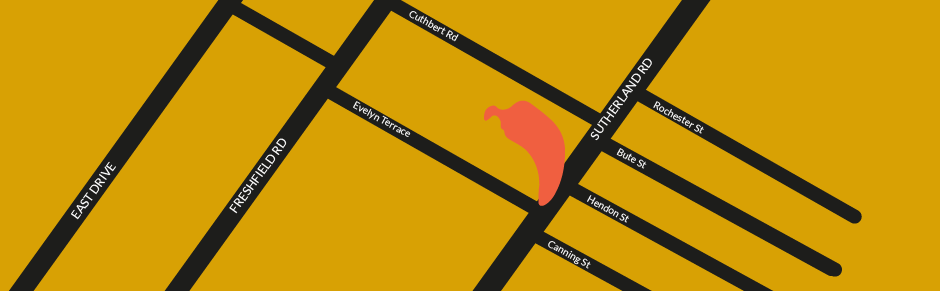 Cuthbert Rd
SUTHERLAND RD
Rochester St
Evelyn Terrace
Bute St
FRESHFIELD RD
EAST DRIVE
Hendon St
Canning St